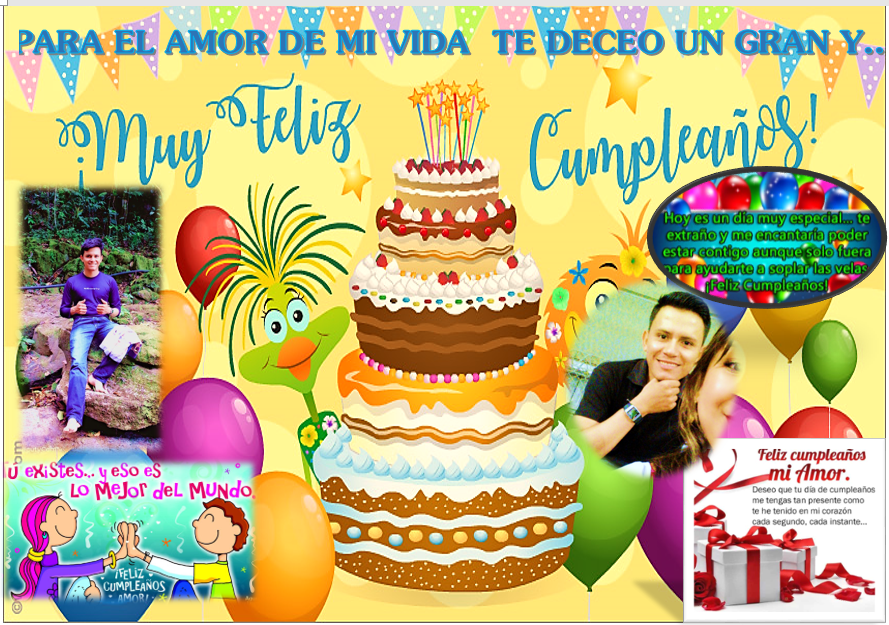 PARA EL AMOR DE MI VIDA TE DECEO UN GRAN Y..
¡Muy Feliz Cumpleaños!
Hoy es un día muy especial... te
extraño y me encantaria poder
estar contigo aunque solo fuera
para ayudarte a soplar las velas
¡Feliz Cumpleaños!
U EXISTES... y ESO ES
LO MEJOR DEL MUNDO.
¡FELIZ
CUMPLEAÑOS
AMOR!
Feliz cumpleaños
mi Amor.
Deseo que tu día de cumpleaños
me tengas tan presente como
te he tenido en mi corazón
cada segundo, cada instante...